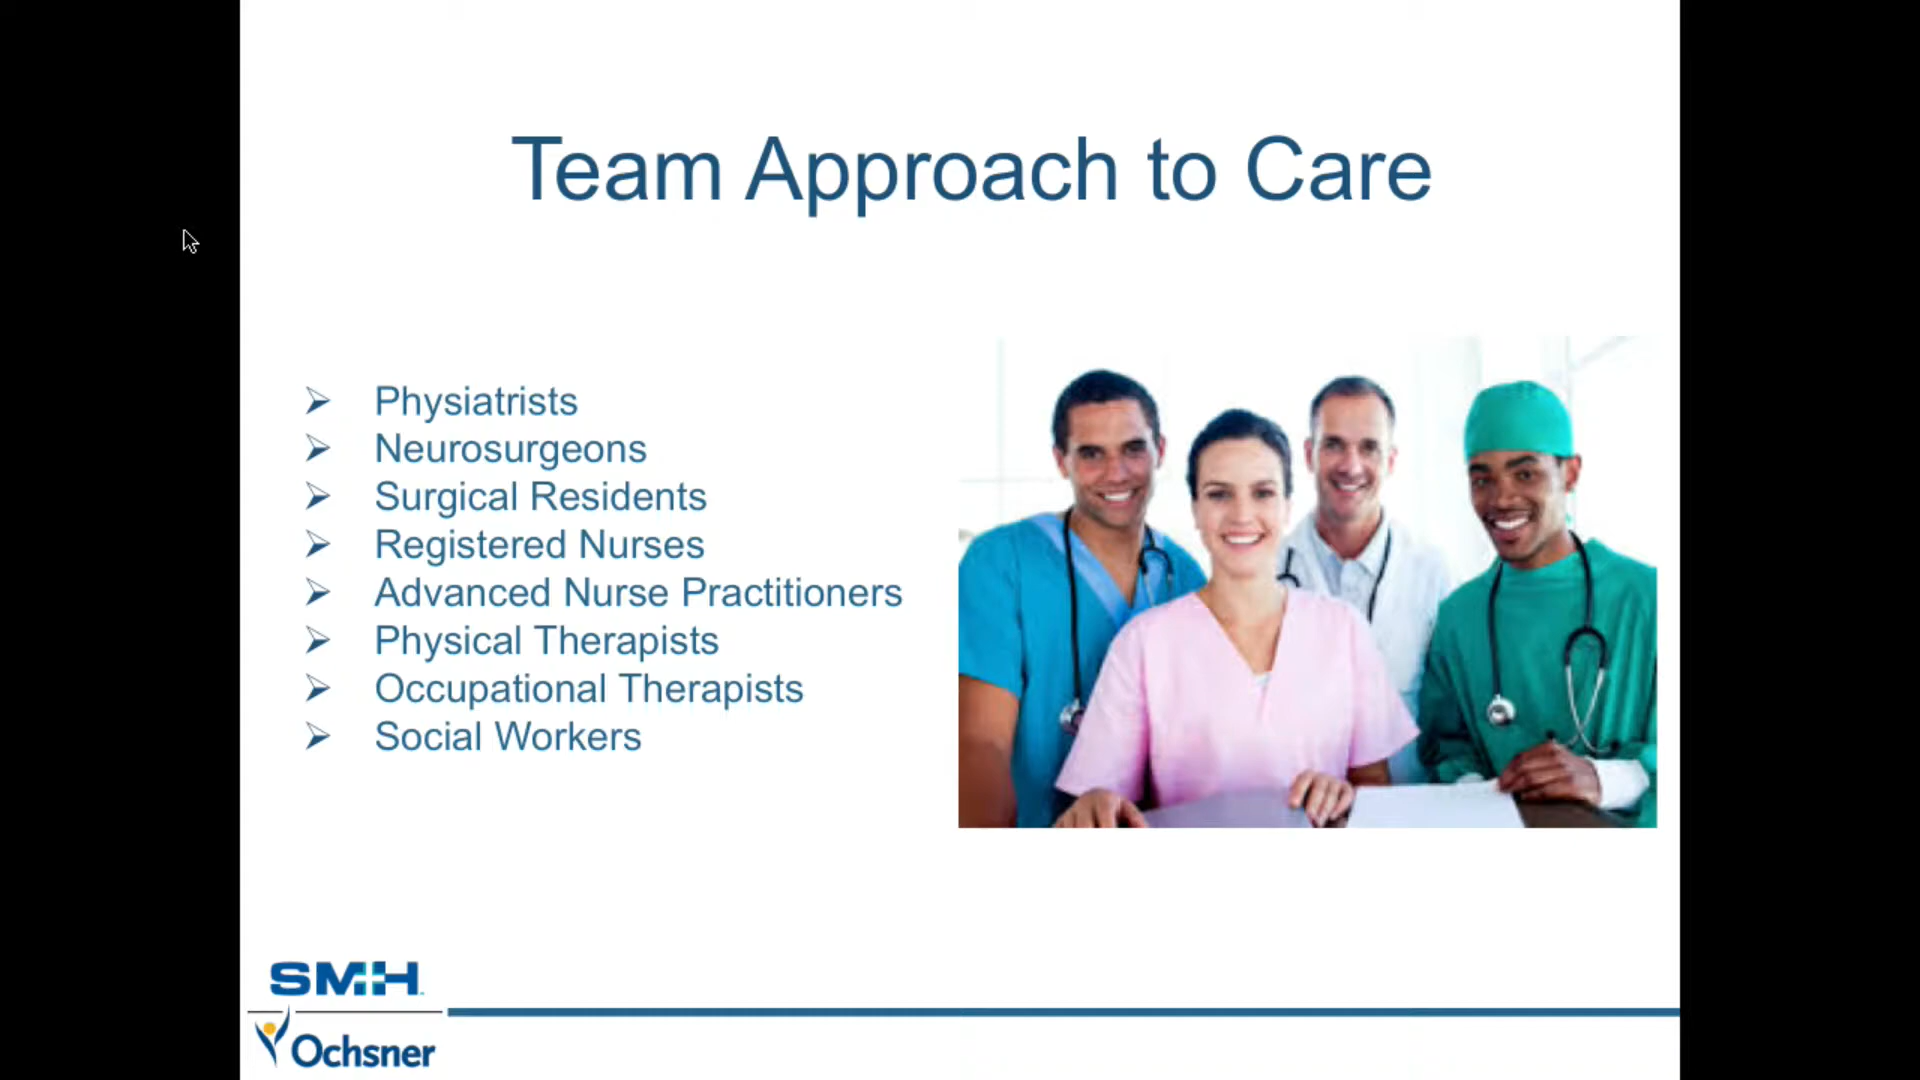 Team Approach to Care
Physiatrists
Neurosurgeons
Surgical Residents
Registered Nurses
Advanced Nurse Practitioners
Physical Therapists
Occupational Therapists
Social Workers
SMH
Ochsner